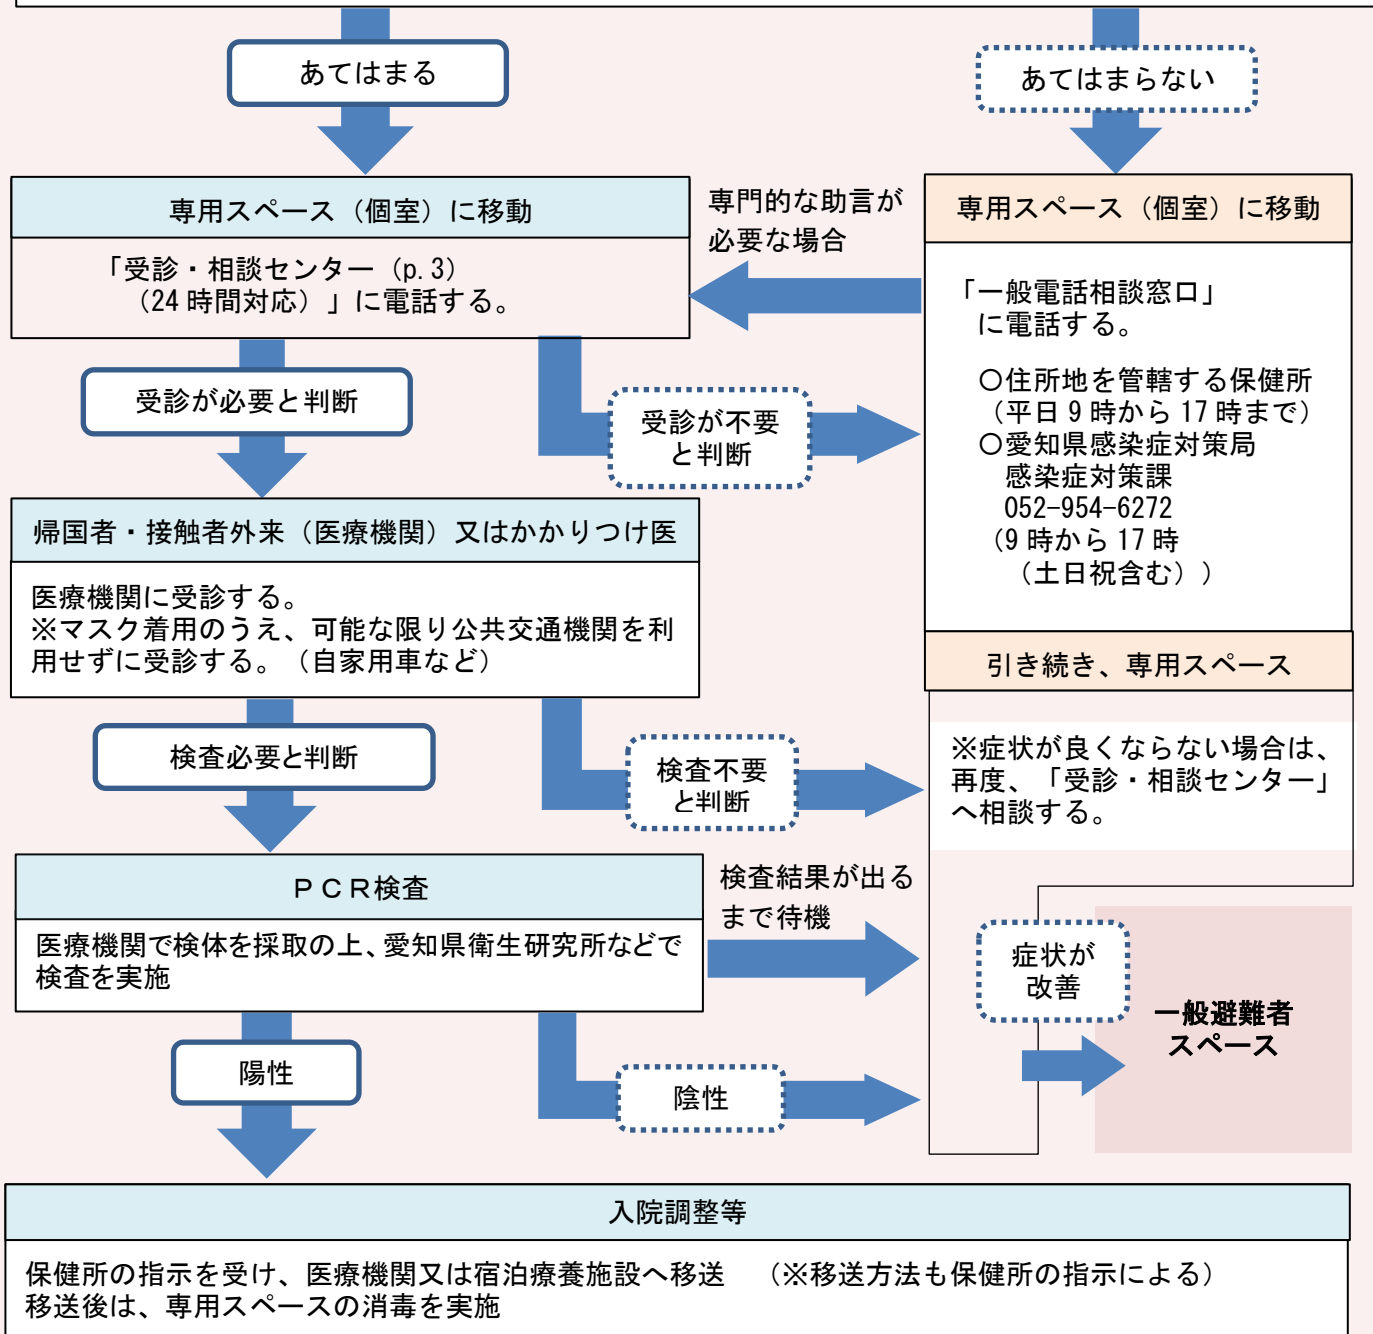 あてはまる
あてはまらない
専用スペース（個室）に移動
「受診・相談センター（p.3）
（24時間対応）」に電話する。
専門的な助言が
必要な場合
専用スペース（個室）に移動
「一般電話相談窓口」
に電話する。
○住所地を管轄する保健所
（平日9時から17時まで）
○愛知県感染症対策局
感染症対策課
052-954-6272
（9時から17時
（土日祝含む））
受診が必要と判断
受診が不要
と判断
帰国者・接触者外来（医療機関）又はかかりつけ医
医療機関に受診する。
※マスク着用のうえ、可能な限り公共交通機関を利
用せずに受診する。（自家用車など）
引き続き、専用スペース
※症状が良くならない場合は、
再度、「受診・相談センター」
へ相談する。
検査必要と判断
検査不要
と判断
ＰＣＲ検査
医療機関で検体を採取の上、愛知県衛生研究所などで
検査を実施
検査結果が出る
まで待機
症状が
改善
一般避難者
スペース
陽性
陰性
入院調整等
保健所の指示を受け、医療機関又は宿泊療養施設へ移送　（※移送方法も保健所の指示による）
移送後は、専用スペースの消毒を実施